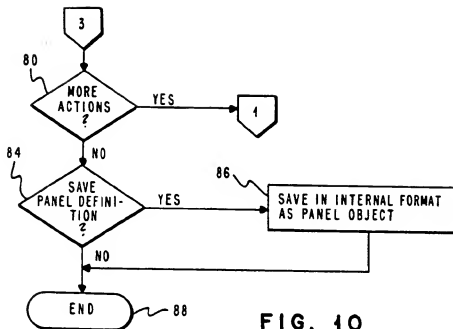 3
80
MORE
ACTIONS
?
YES
1
NO
84
SAVE
PANEL DEFINI-
TION
?
YES
86
SAVE IN INTERNAL FORMAT
AS PANEL OBJECT
NO
END
88
FIG. 10